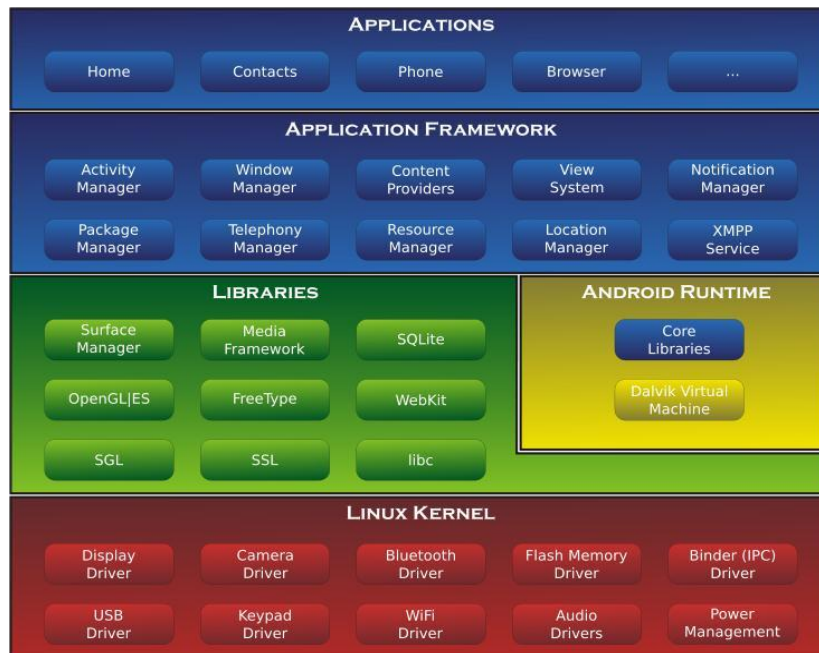 APPLICATIONS
Home
Contacts
Phone
Browser
...
APPLICATION FRAMEWORK
Activity
Manager
Window
Manager
Content
Providers
View
System
Notification
Manager
Package
Manager
Telephony
Manager
Resource
Manager
Location
Manager
XMPP
Service
LIBRARIES
Surface
Manager
Media
Framework
SQLite
OpenGL|ES
FreeType
WebKit
SGL
SSL
libc
ANDROID RUNTIME
Core
Libraries
Dalvik Virtual
Machine
LINUX KERNEL
Display
Driver
Camera
Driver
Bluetooth
Driver
Flash Memory
Driver
Binder (IPC)
Driver
USB
Driver
Keypad
Driver
WiFi
Driver
Audio
Drivers
Power
Management